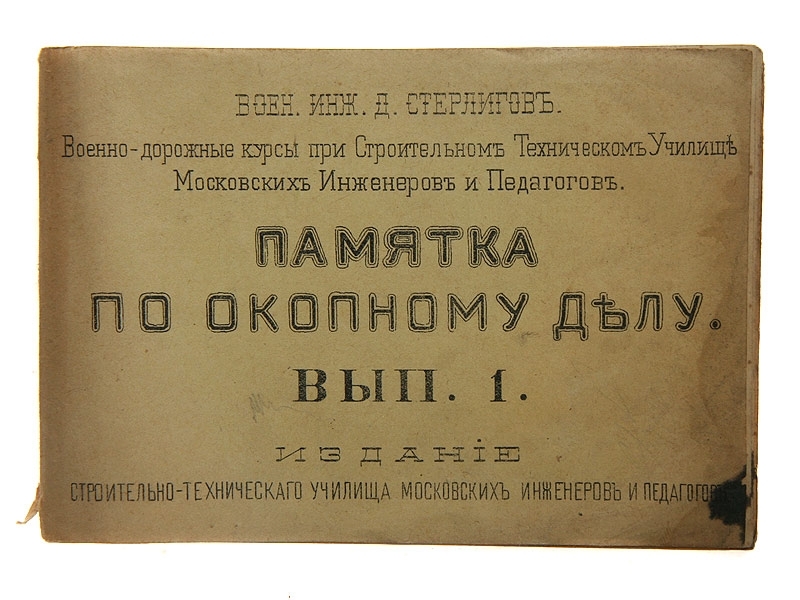 ВОЕН. ИНЖ. Д. СТЕРЛИГОВЪ.
Военно-дорожные курсы при Строительномъ Техническомъ Училищѣ
Московскихъ Инженеровъ и Педагоговъ.
ПАМЯТКА
ПО ОКОПНОМУ ДѢЛУ.
ВЫП. 1.
ИЗДАНІЕ
СТРОИТЕЛЬНО-ТЕХНИЧЕСКАГО УЧИЛИЩА МОСКОВСКИХЪ ИНЖЕНЕРОВЪ И ПЕДАГОГОВЪ